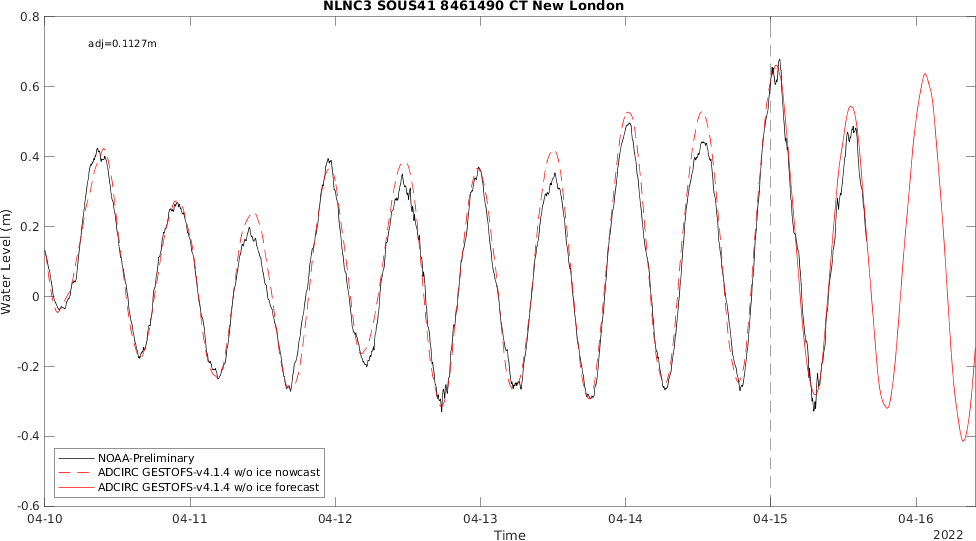 NLNC3 SOUS41 8461490 CT New London
adj=0.1127m
0.8
0.6
0.4
0.2
0
-0.2
-0.4
-0.6
Water Level (m)
NOAA-Preliminary
ADCIRC GESTOFS-v4.1.4 w/o ice nowcast
ADCIRC GESTOFS-v4.1.4 w/o ice forecast
04-10 04-11 04-12 04-13 04-14 04-15 04-16
Time
2022